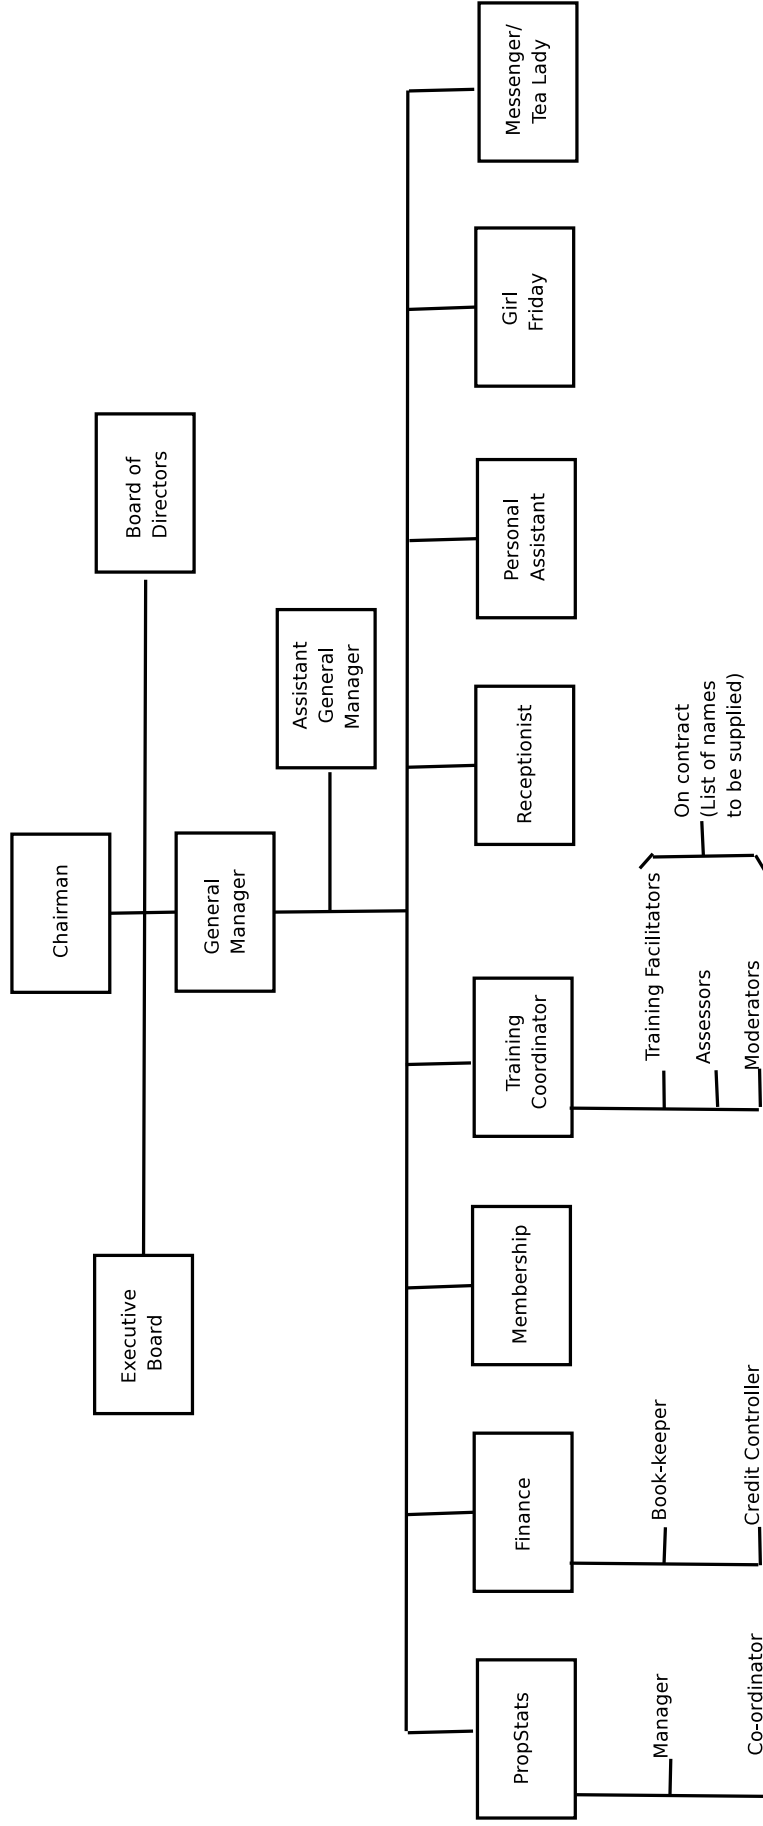 Chairman
Executive
Board
Board of
Directors
General
Manager
Assistant
General
Manager
PropStats
Finance
Membership
Training
Coordinator
Receptionist
Personal
Assistant
Girl
Friday
Messenger/
Tea Lady
Manager
Co-ordinator
Book-keeper
Credit Controller
Training Facilitators
Assessors
Moderators
On contract
(List of names
to be supplied)